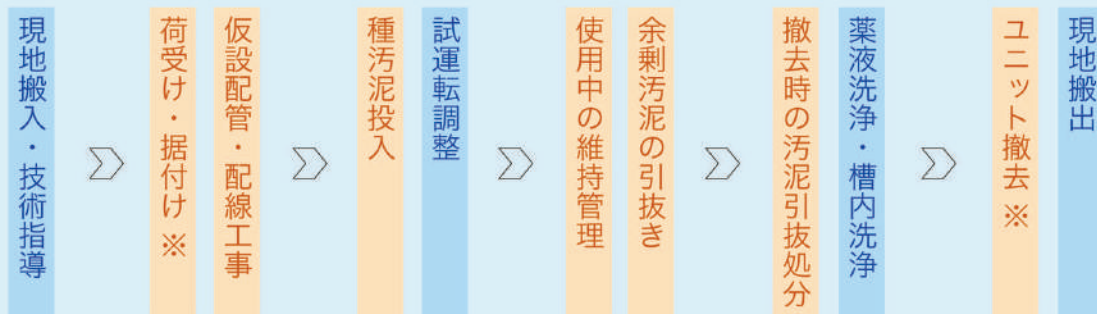 現地搬入・技術指導
荷受け・据付け※
仮設配管・配線工事
種汚泥投入
試運転調整
使用中の維持管理
余剰汚泥の引抜き
撤去時の汚泥引抜処分
薬液洗浄・槽内洗浄
ユニット撤去※
現地搬出